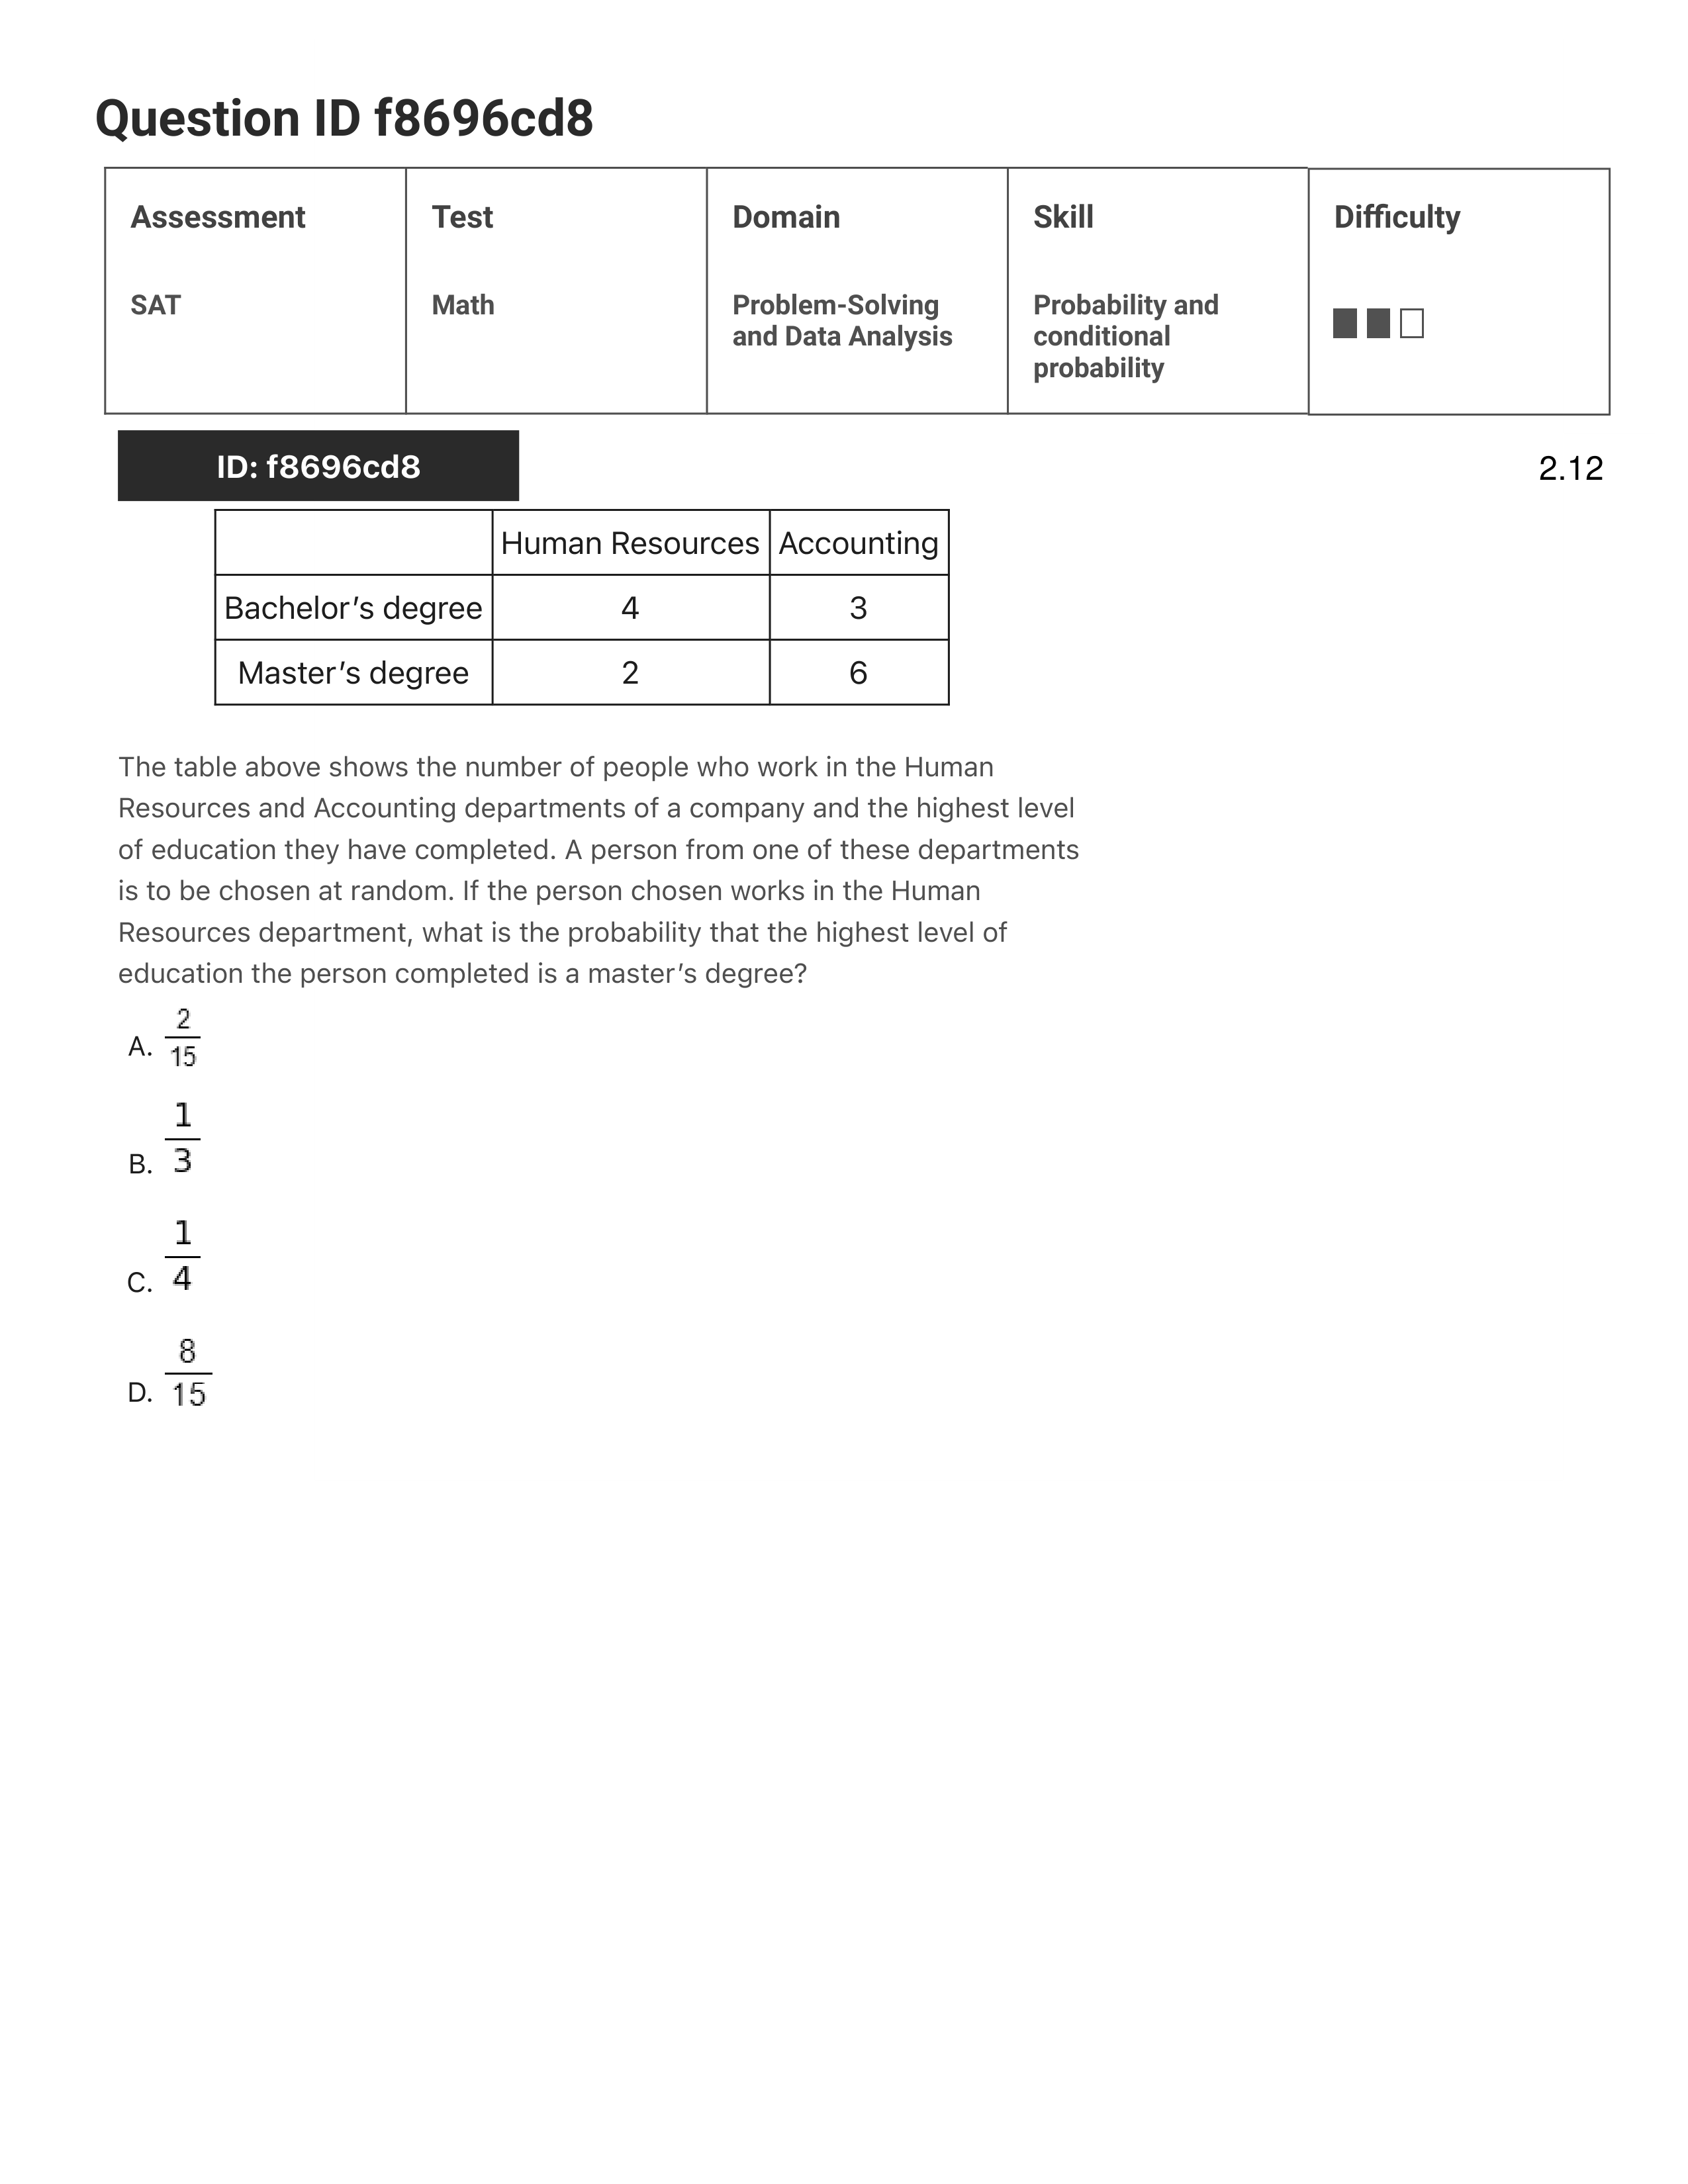 Question ID f8696cd8
Assessment Test Domain Skill Difficulty
SAT Math Problem-Solving and Data Analysis Probability and conditional probability
ID: f8696cd8 2.12
Human Resources Accounting
Bachelor’s degree 4 3
Master’s degree 2 6
The table above shows the number of people who work in the Human
Resources and Accounting departments of a company and the highest level
of education they have completed. A person from one of these departments
is to be chosen at random. If the person chosen works in the Human
Resources department, what is the probability that the highest level of
education the person completed is a master’s degree?
A. 2/15
B. 1/3
C. 1/4
D. 8/15